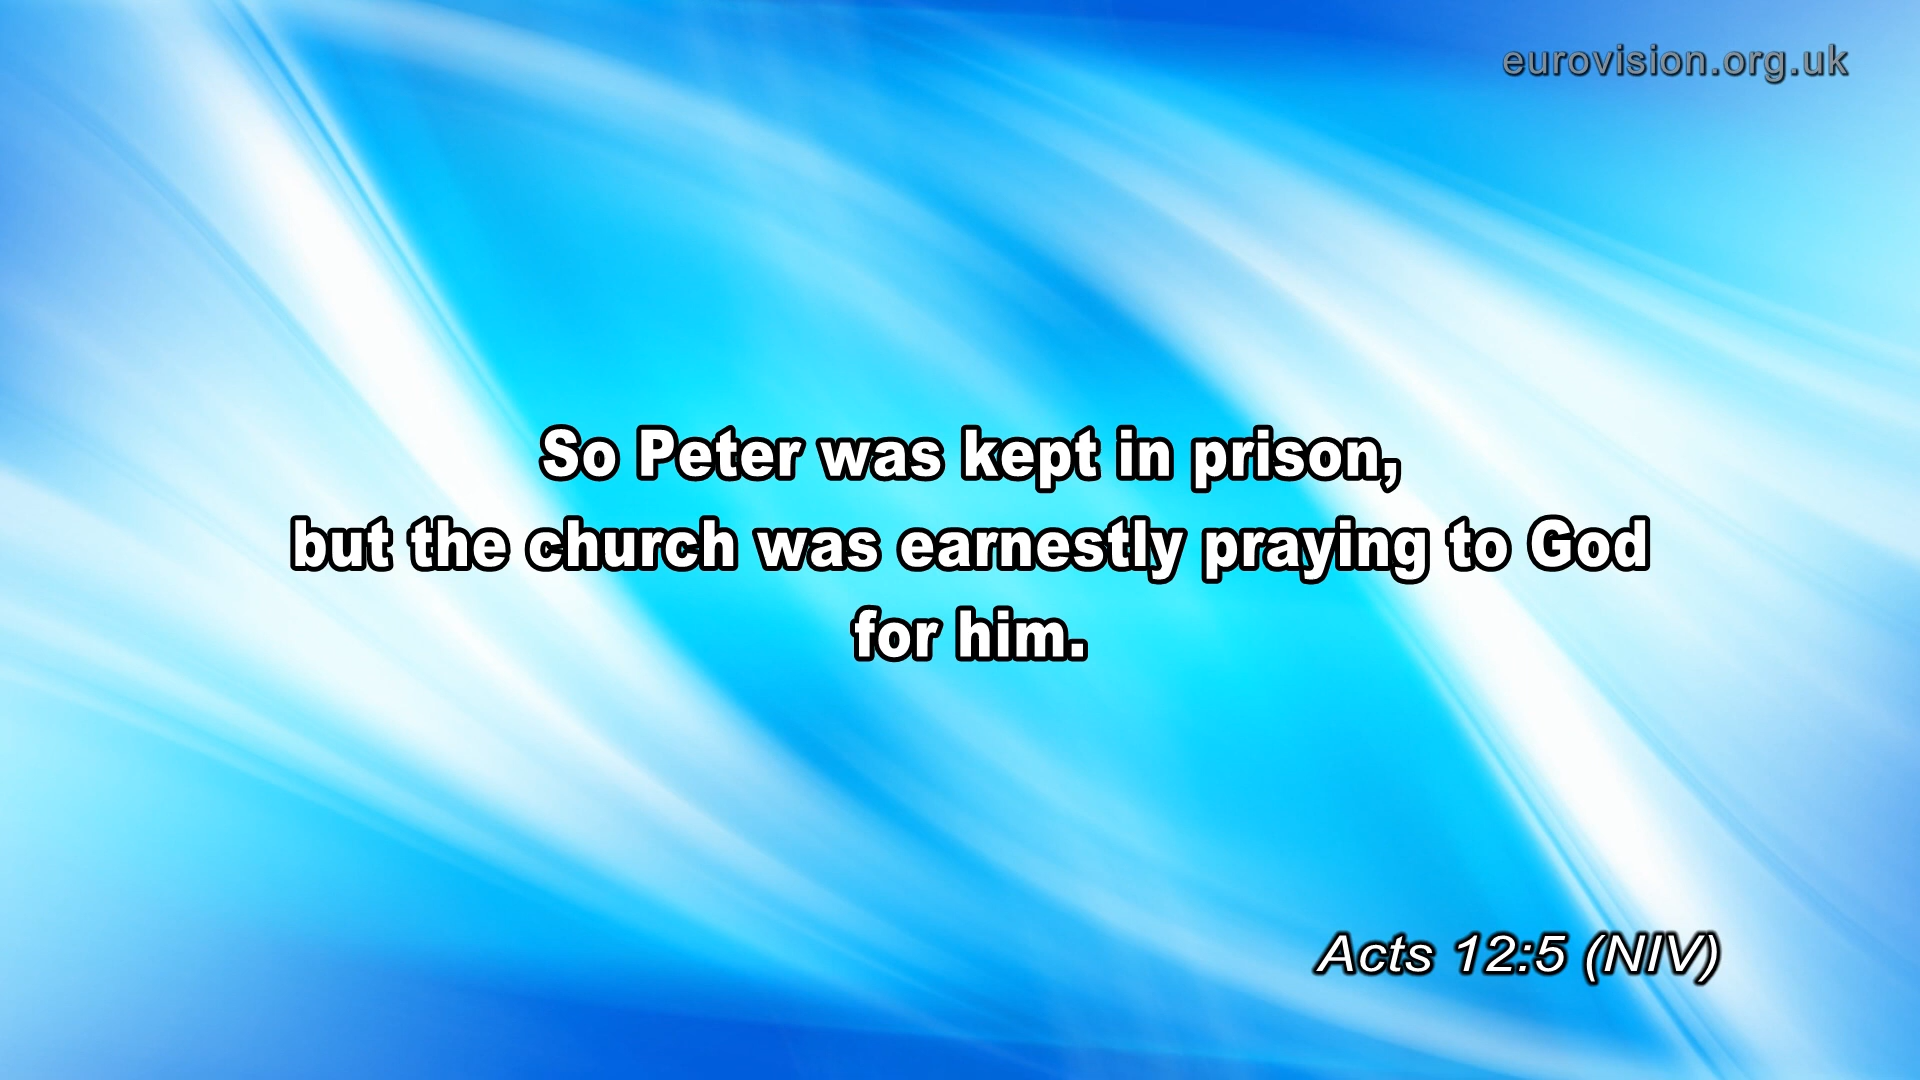 eurovision.org.uk
So Peter was kept in prison,
but the church was earnestly praying to God
for him.
Acts 12:5 (NIV)